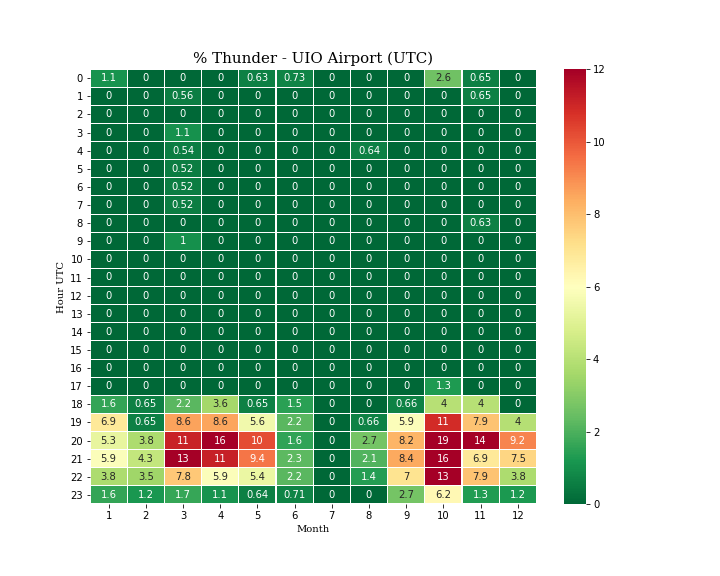 % Thunder - UIO Airport (UTC)
0 1.1 0 0 0 0.63 0.73 0 0 0 2.6 0.65 0
1 0 0 0.56 0 0 0 0 0 0 0 0.65 0
2 0 0 0 0 0 0 0 0 0 0 0 0
3 0 0 1.1 0 0 0 0 0 0 0 0 0
4 0 0 0.54 0 0 0 0 0.64 0 0 0 0
5 0 0 0.52 0 0 0 0 0 0 0 0 0
6 0 0 0.52 0 0 0 0 0 0 0 0 0
7 0 0 0.52 0 0 0 0 0 0 0 0 0
8 0 0 0 0 0 0 0 0 0 0 0.63 0
9 0 0 1 0 0 0 0 0 0 0 0 0
10 0 0 0 0 0 0 0 0 0 0 0 0
11 0 0 0 0 0 0 0 0 0 0 0 0
12 0 0 0 0 0 0 0 0 0 0 0 0
13 0 0 0 0 0 0 0 0 0 0 0 0
14 0 0 0 0 0 0 0 0 0 0 0 0
15 0 0 0 0 0 0 0 0 0 0 0 0
16 0 0 0 0 0 0 0 0 0 0 0 0
17 0 0 0 0 0 0 0 0 0 1.3 0 0
18 1.6 0.65 2.2 3.6 0.65 1.5 0 0 0.66 4 4 0
19 6.9 0.65 8.6 8.6 5.6 2.2 0 0.66 5.9 11 7.9 4
20 5.3 3.8 11 16 10 1.6 0 2.7 8.2 19 14 9.2
21 5.9 4.3 13 11 9.4 2.3 0 2.1 8.4 16 6.9 7.5
22 3.8 3.5 7.8 5.9 5.4 2.2 0 1.4 7 13 7.9 3.8
23 1.6 1.2 1.7 1.1 0.64 0.71 0 0 2.7 6.2 1.3 1.2
1 2 3 4 5 6 7 8 9 10 11 12
Month
Hour UTC
12
10
8
6
4
2
0